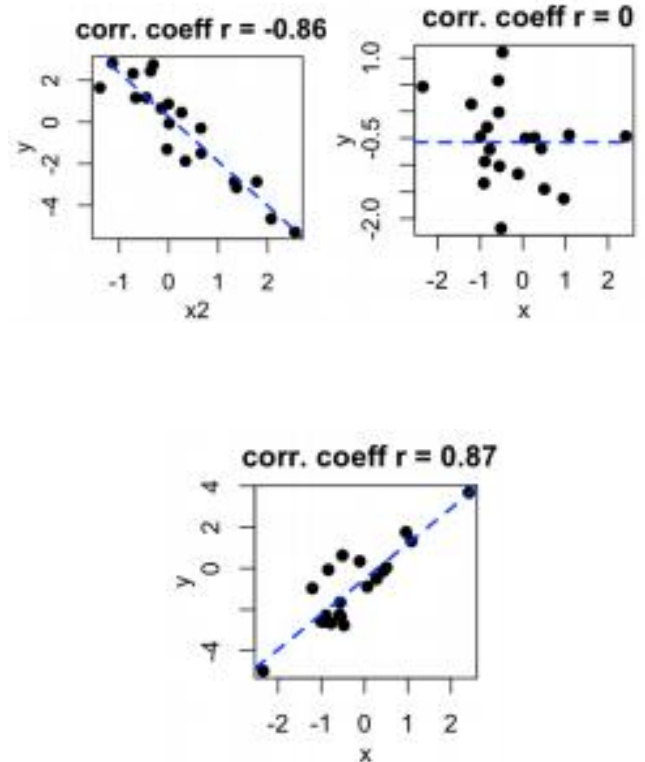 corr. coeff r = -0.86
2
0
-2
-4
y
-1 0 1 2
x2
corr. coeff r = 0
1.0
-0.5
-2.0
y
-2 -1 0 1 2
x
corr. coeff r = 0.87
4
2
0
-4
y
-2 -1 0 1 2
x